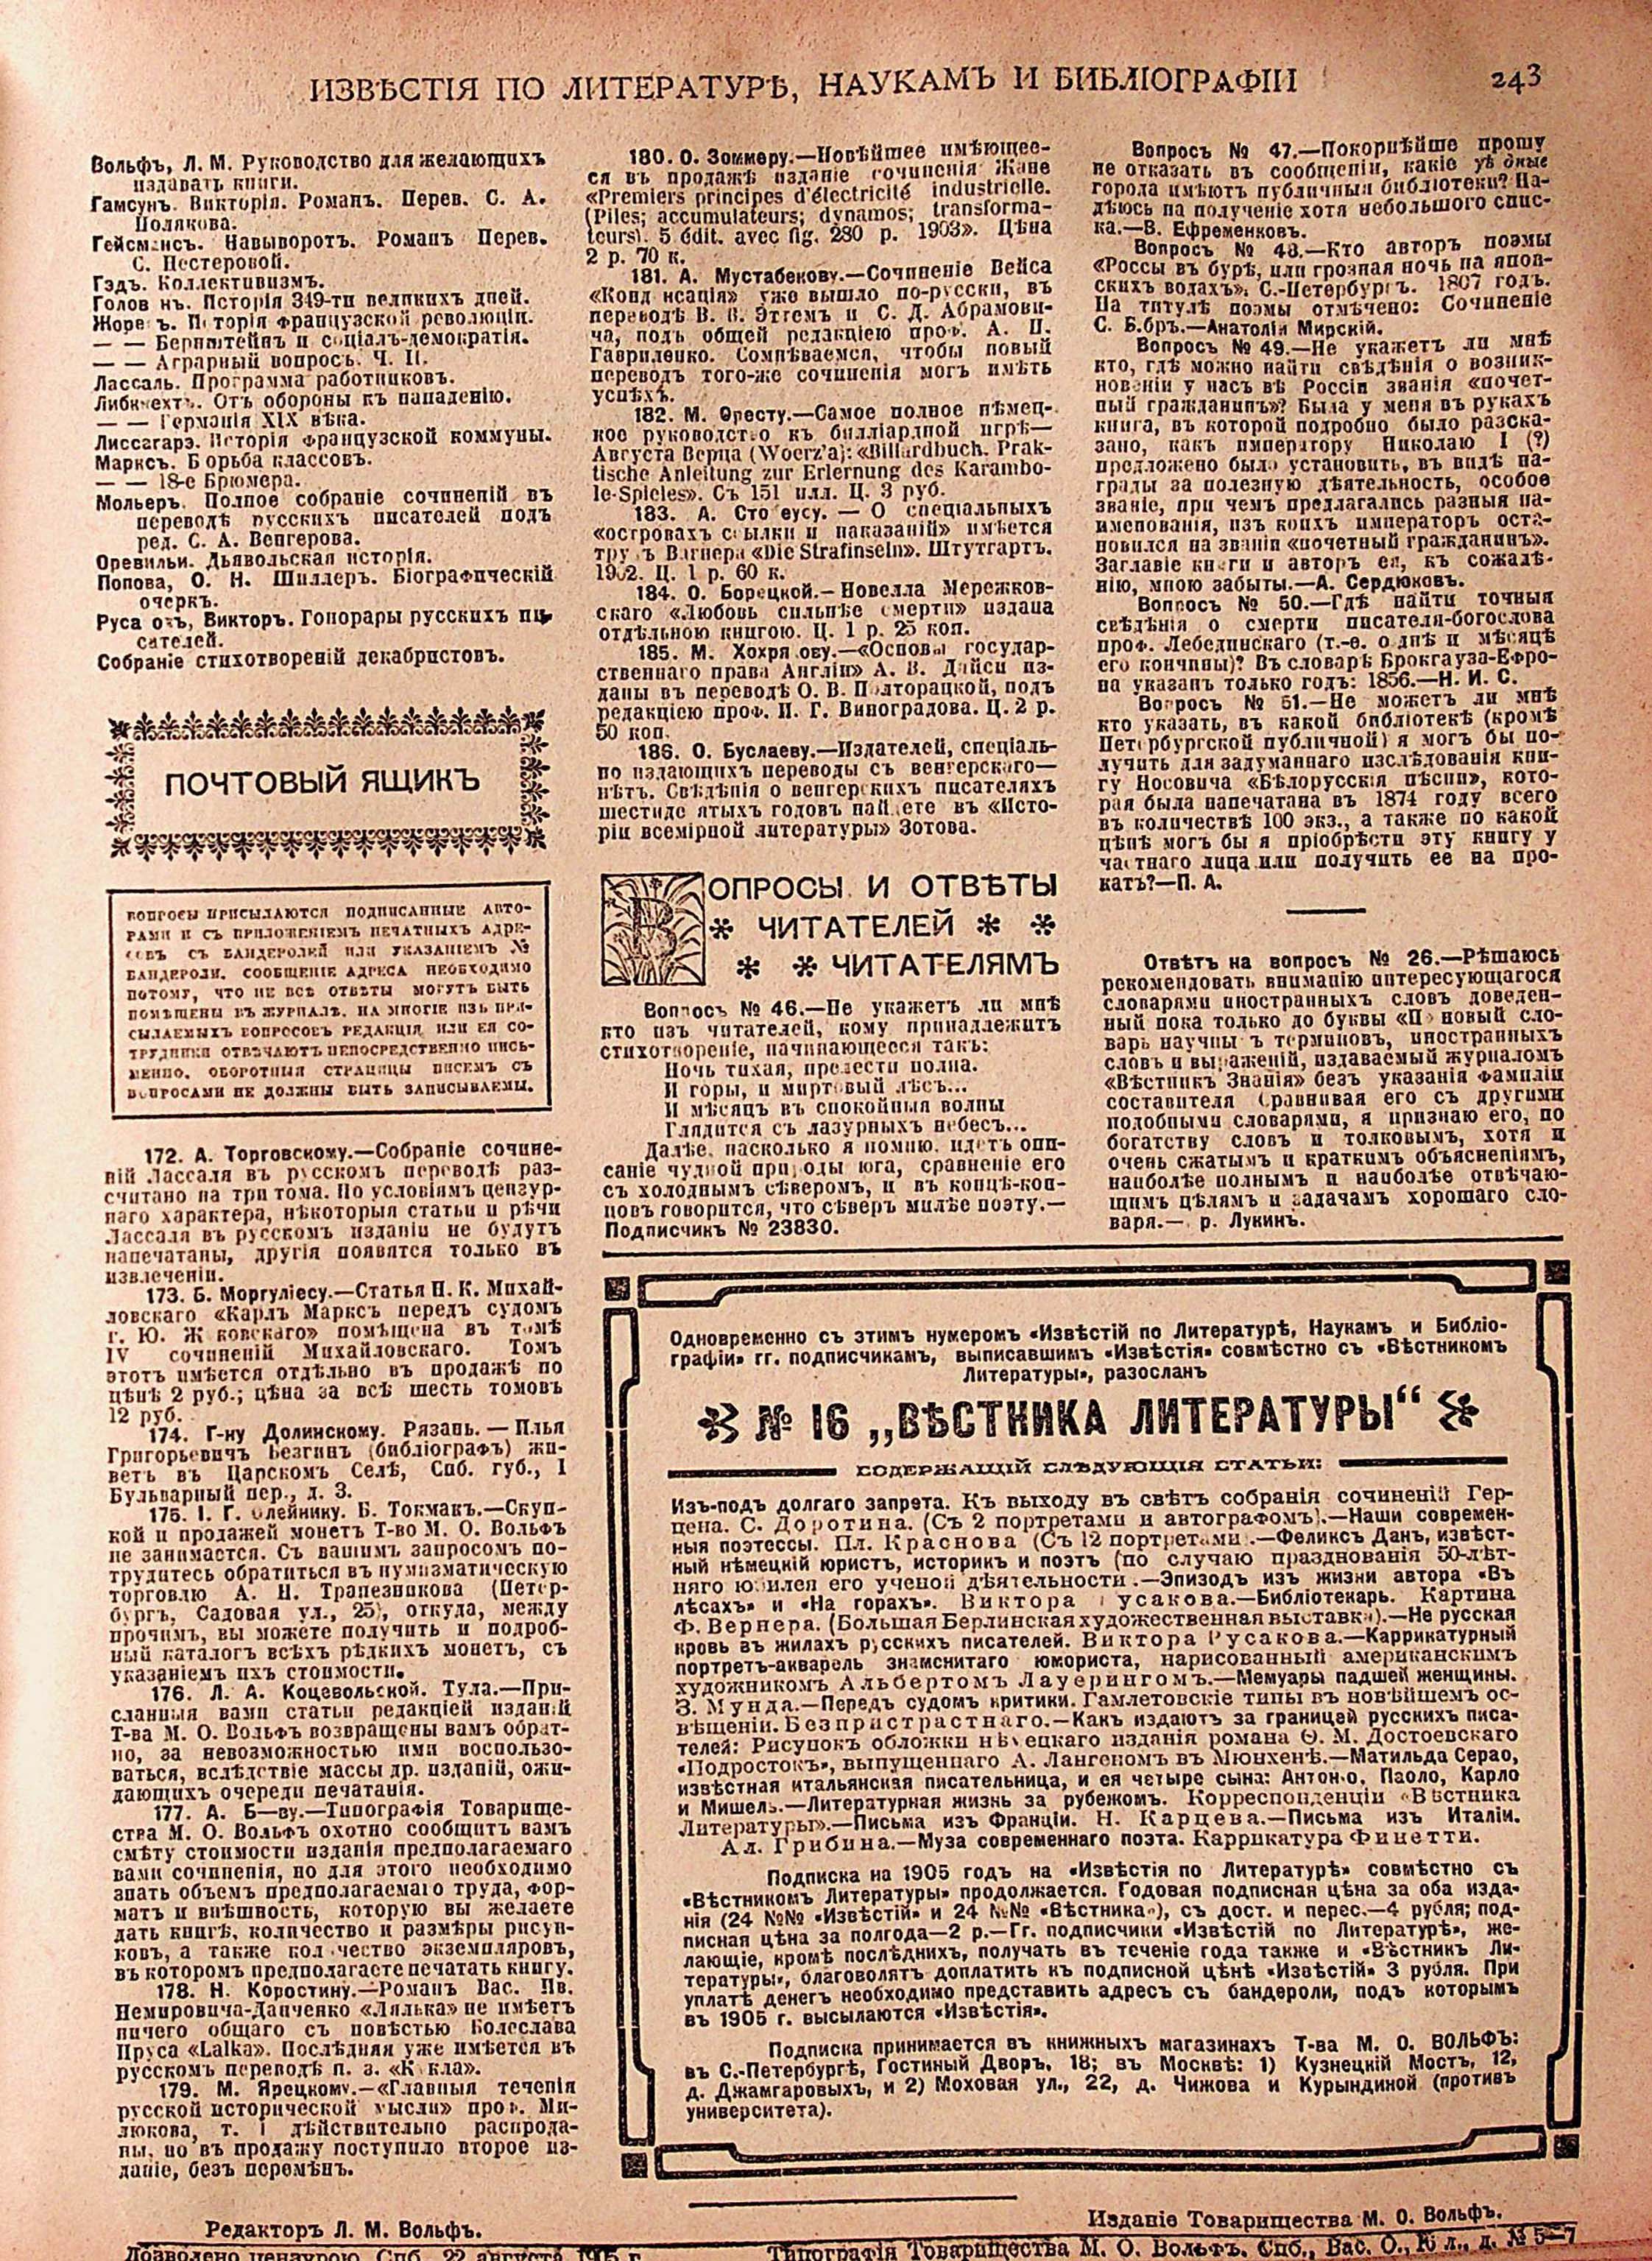 ИЗВѢСТІЯ ПО ЛИТЕРАТУРѢ, НАУКАМЪ И БИБЛІОГРАФІИ
243
Вольфъ, Л. М. Руководство для желающихъ
издавать книги.
Гамсунъ. Викторія. Романъ. Перев. С. А.
Полякова.
Гейсмансъ. Навыворотъ. Романъ Перев.
С. Нестеровой.
Гэдъ. Коллективизмъ.
Голов нъ. Исторія 349-ти великихъ дней.
Жоре ъ. Исторія французской революціи.
— — Бернштейнъ и соціалъ-демократія.
— — Аграрный вопросъ. Ч. II.
Лассаль. Программа работниковъ.
Либкнехтъ. Отъ обороны къ нападенію.
— — Германія XIX вѣка.
Лиссагарэ. Исторія французской коммуны.
Марксъ. Борьба классовъ.
— — 18-е Брюмера.
Мольеръ. Полное собраніе сочиненій въ
переводѣ русскихъ писателей подъ
ред. С. А. Венгерова.
Оревильи. Дьявольская исторія.
Попова, О. Н. Шиллеръ. Біографическій
очеркъ.
Руса овъ, Викторъ. Гонорары русскихъ пи-
сателей.
Собраніе стихотвореній декабристовъ.
ПОЧТОВЫЙ ЯЩИКЪ
ВОПРОСЫ ПРИСЫЛАЮТСЯ ПОДПИСАННЫЕ АВТО-
РАМИ И СЪ ПРИЛОЖЕНІЕМЪ ПЕЧАТНЫХЪ АДРЕ-
СОВЪ СЪ БАНДЕРОЛЕЙ ИЛИ УКАЗАНІЕМЪ №
БАНДЕРОЛИ. СООБЩЕНІЕ АДРЕСА НЕОБХОДИМО
ПОТОМУ, ЧТО НЕ ВСѢ ОТВѢТЫ МОГУТЪ БЫТЬ
ПОМѢЩЕНЫ ВЪ ЖУРНАЛѢ. НА МНОГІЕ ИЗЪ ПРИ-
СЫЛАЕМЫХЪ ВОПРОСОВЪ РЕДАКЦІЯ ИЛИ ЕЯ СО-
ТРУДНИКИ ОТВѢЧАЮТЪ НЕПОСРЕДСТВЕННО ПИСЬ-
МЕННО. ОБОРОТНЫЯ СТРАНИЦЫ ПИСЕМЪ СЪ
ВОПРОСАМИ НЕ ДОЛЖНЫ БЫТЬ ЗАПИСЫВАЕМЫ.
172. А. Торговскому.—Собраніе сочине-
ній Лассаля въ русскомъ переводѣ раз-
считано на три тома. По условіямъ цензур-
наго характера, нѣкоторыя статьи и рѣчи
Лассаля въ русскомъ изданіи не будутъ
напечатаны, другія появятся только въ
извлеченіи.
173. Б. Моргуліесу.—Статья Н. К. Михай-
ловскаго «Карлъ Марксъ передъ судомъ
г. Ю. Ж ковскаго» помѣщена въ томѣ
IV сочиненій Михайловскаго. Томъ
этотъ имѣется отдѣльно въ продажѣ по
цѣнѣ 2 руб.; цѣна за всѣ шесть томовъ
12 руб.
174. Г-ну Долинскому. Рязань. — Илья
Григорьевичъ Безгинъ (библіографъ) жи-
ветъ въ Царскомъ Селѣ, Спб. губ., I
Бульварный пер., д. 3.
175. І. Г. Олейнику. Б. Токмакъ.—Скуп-
кой и продажей монетъ Т-во М. О. Вольфъ
не занимается. Съ вашимъ запросомъ по-
трудитесь обратиться въ нумизматическую
торговлю А. И. Трапезникова (Петер-
бургъ, Садовая ул., 25), откуда, между
прочимъ, вы можете получить и подроб-
ный каталогъ всѣхъ рѣдкихъ монетъ, съ
указаніемъ ихъ стоимости.
176. Л. А. Коцевольской. Тула.—При-
сланныя вами статьи редакціей изданій
Т-ва М. О. Вольфъ возвращены вамъ обрат-
но, за невозможностью ими воспользо-
ваться, вслѣдствіе массы др. изданій, ожи-
дающихъ очереди печатанія.
177. А. Б—ву.—Типографія Товарище-
ства М. О. Вольфъ охотно сообщитъ вамъ
смѣту стоимости изданія предполагаемаго
вами сочиненія, но для этого необходимо
знать объемъ предполагаемаго труда, фор-
матъ и внѣшность, которую вы желаете
дать книгѣ, количество и размѣры рисун-
ковъ, а также количество экземпляровъ,
въ которомъ предполагаете печатать книгу.
178. Н. Коростину.—Романъ Вас. Ив.
Немировича-Данченко «Лялька» не имѣетъ
ничего общаго съ повѣстью Болеслава
Пруса «Lalka». Послѣдняя уже имѣется въ
русскомъ переводѣ п. з. «Кукла».
179. М. Ярецкому.—«Главныя теченія
русской исторической мысли» проф. Ми-
люкова, т. I дѣйствительно распрода-
ны, но въ продажу поступило второе из-
даніе, безъ перемѣнъ.
180. О. Зоммеру.—Новѣйшее имѣющее-
ся въ продажѣ изданіе сочиненія Жане
«Premiers principes d'électricité industrielle.
(Piles; accumulateurs; dynamos; transforma-
teurs). 5 édit. avec fig. 280 p. 1903». Цѣна
2 р. 70 к.
181. А. Мустабекову.—Сочиненіе Вейса
«Конд нсація» уже вышло по-русски, въ
переводѣ В. В. Эттемъ и С. Д. Абрамови-
ча, подъ общей редакціею проф. А. П.
Гавриленко. Сомнѣваемся, чтобы новый
переводъ того-же сочиненія могъ имѣть
успѣхъ.
182. М. Оресту.—Самое полное нѣмец-
кое руководство къ билліардной игрѣ—
Августа Верца (Woerz'a): «Billardbuch. Prak-
tische Anleitung zur Erlernung des Karambo-
le-Spieles». Съ 151 илл. Ц. 3 руб.
183. А. Сто еусу. — О спеціальныхъ
«островахъ ссылки и наказаній» имѣется
тру ъ Вагнера «Die Strafinseln». Штутгартъ.
1902. Ц. 1 р. 60 к.
184. О. Борецкой.—Новелла Мережков-
скаго «Любовь сильнѣе смерти» издана
отдѣльною книгою. Ц. 1 р. 25 коп.
185. М. Хохря ову.—«Основы государ-
ственнаго права Англіи» А. В. Дайси из-
даны въ переводѣ О. В. Полторацкой, подъ
редакціею проф. П. Г. Виноградова. Ц. 2 р.
50 коп.
186. О. Буслаеву.—Издателей, спеціаль-
но издающихъ переводы съ венгерскаго—
нѣтъ. Свѣдѣнія о венгерскихъ писателяхъ
шестиде ятыхъ годовъ най ете въ «Исто-
ріи всемірной литературы» Зотова.
ВОПРОСЫ И ОТВѢТЫ
ЧИТАТЕЛЕЙ
ЧИТАТЕЛЯМЪ
Вопросъ № 46.—Не укажетъ ли мнѣ
кто изъ читателей, кому принадлежитъ
стихотвореніе, начинающееся такъ:
Ночь тихая, прелести полна.
И горы, и миртовый лѣсъ...
И мѣсяцъ въ спокойныя волны
Глядится съ лазурныхъ небесъ...
Далѣе, насколько я помню, идетъ опи-
саніе чудной природы юга, сравненіе его
съ холоднымъ сѣверомъ, и въ концѣ-кон-
цовъ говорится, что сѣверъ милѣе поэту.—
Подписчикъ № 23830.
Вопросъ № 47.—Покорнѣйше прошу
не отказать въ сообщеніи, какіе уѣздные
города имѣютъ публичныя библіотеки? На-
дѣюсь на полученіе хотя небольшого спис-
ка.—В. Ефременковъ.
Вопросъ № 48.—Кто авторъ поэмы
«Россы въ бурѣ, или грозная ночь на япон-
скихъ водахъ». С.-Петербургъ. 1807 годъ.
На титулѣ поэмы отмѣчено: Сочиненіе
С. Б.бръ.—Анатолій Мирскій.
Вопросъ № 49.—Не укажетъ ли мнѣ
кто, гдѣ можно найти свѣдѣнія о возник-
новеніи у насъ въ Россіи званія «почет-
ный гражданинъ»? Была у меня въ рукахъ
книга, въ которой подробно было разска-
зано, какъ императору Николаю I (?)
предложено было установить, въ видѣ на-
грады за полезную дѣятельность, особое
званіе, при чемъ предлагались разныя на-
именованія, изъ коихъ императоръ оста-
новился на званіи «почетный гражданинъ».
Заглавіе книги и авторъ ея, къ сожалѣ-
нію, мною забыты.—А. Сердюковъ.
Вопросъ № 50.—Гдѣ найти точныя
свѣдѣнія о смерти писателя-богослова
проф. Лебединскаго (т.-е. о днѣ и мѣсяцѣ
его кончины)? Въ словарѣ Брокгауза-Ефро-
на указанъ только годъ: 1856.—Н. И. С.
Вопросъ № 51.—Не можетъ ли мнѣ
кто указать, въ какой библіотекѣ (кромѣ
Петербургской публичной) я могъ бы по-
лучить для задуманнаго изслѣдованія кни-
гу Носовича «Бѣлорусскія пѣсни», кото-
рая была напечатана въ 1874 году всего
въ количествѣ 100 экз., а также по какой
цѣнѣ могъ бы я пріобрѣсти эту книгу у
частнаго лица или получить ее на про-
катъ?—П. А.
Отвѣтъ на вопросъ № 26.—Рѣшаюсь
рекомендовать вниманію интересующагося
словарями иностранныхъ словъ доведен-
ный пока только до буквы «П» новый сло-
варь научны ъ терминовъ, иностранныхъ
словъ и выраженій, издаваемый журналомъ
«Вѣстникъ Знанія» безъ указанія фамиліи
составителя Сравнивая его съ другими
подобными словарями, я признаю его, по
богатству словъ и толковымъ, хотя и
очень сжатымъ и краткимъ объясненіямъ,
наиболѣе полнымъ и наиболѣе отвѣчаю-
щимъ цѣлямъ и задачамъ хорошаго сло-
варя.— р. Лукинъ.
Одновременно съ этимъ нумеромъ «Извѣстій по Литературѣ, Наукамъ и Библіо-
графіи» гг. подписчикамъ, выписавшимъ «Извѣстія» совмѣстно съ «Вѣстникомъ
Литературы», разосланъ
№ 16 „ВѢСТНИКА ЛИТЕРАТУРЫ“
СОДЕРЖАЩІЙ СЛѢДУЮЩІЯ СТАТЬИ:
Изъ-подъ долгаго запрета. Къ выходу въ свѣтъ собранія сочиненій Гер-
цена. С. Доротина. (Съ 2 портретами и автографомъ).—Наши современ-
ныя поэтессы. Пл. Краснова (Съ 12 портретами).—Феликсъ Данъ, извѣст-
ный нѣмецкій юристъ, историкъ и поэтъ (по случаю празднованія 50-лѣт-
няго юбилея его ученой дѣятельности.—Эпизодъ изъ жизни автора «Въ
лѣсахъ» и «На горахъ». Виктора Русакова.—Библіотекарь. Картина
Ф. Вернера. (Большая Берлинская художественная выставка).—Не русская
кровь въ жилахъ русскихъ писателей. Виктора Русакова.—Каррикатурный
портретъ-акварель знаменитаго юмориста, нарисованный американскимъ
художникомъ Альбертомъ Лауерингомъ.—Мемуары падшей женщины.
З. Мунда.—Передъ судомъ критики. Гамлетовскіе типы въ новѣйшемъ ос-
вѣщеніи. Безпристрастнаго.—Какъ издаютъ за границей русскихъ писа-
телей: Рисунокъ обложки нѣмецкаго изданія романа Ѳ. М. Достоевскаго
«Подростокъ», выпущеннаго А. Лангеномъ въ Мюнхенѣ.—Матильда Серао,
извѣстная итальянская писательница, и ея четыре сына: Антоніо, Паоло, Карло
и Мишель.—Литературная жизнь за рубежомъ. Корреспонденціи «Вѣстника
Литературы».—Письма изъ Франціи. Н. Карцева.—Письма изъ Италіи.
Ал. Грибина.—Муза современнаго поэта. Каррикатура Финетти.
Подписка на 1905 годъ на «Извѣстія по Литературѣ» совмѣстно съ
«Вѣстникомъ Литературы» продолжается. Годовая подписная цѣна за оба изда-
нія (24 №№ «Извѣстій» и 24 №№ «Вѣстника»), съ дост. и перес.—4 рубля; под-
писная цѣна за полгода—2 р.—Гг. подписчики «Извѣстій по Литературѣ», же-
лающіе, кромѣ послѣднихъ, получать въ теченіе года также и «Вѣстникъ Ли-
тературы», благоволятъ доплатить къ подписной цѣнѣ «Извѣстій» 3 рубля. При
уплатѣ денегъ необходимо представить адресъ съ бандероли, подъ которымъ
въ 1905 г. высылаются «Извѣстія».
Подписка принимается въ книжныхъ магазинахъ Т-ва М. О. ВОЛЬФЪ:
въ С.-Петербургѣ, Гостиный Дворъ, 18; въ Москвѣ: 1) Кузнецкій Мостъ, 12,
д. Джамгаровыхъ, и 2) Моховая ул., 22, д. Чижова и Курындиной (противъ
университета).
Редакторъ Л. М. Вольфъ.
Изданіе Товарищества М. О. Вольфъ.
Дозволено цензурою. Спб. 22 августа 1905 г.
Типографія Товарищества М. О. Вольфъ. Спб., Вас. О., 16 л., д. № 5—7